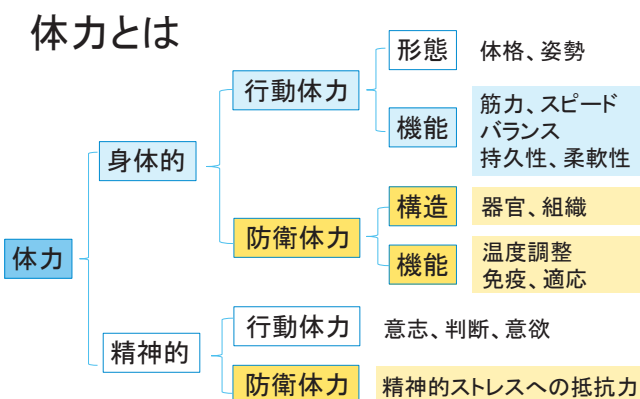 体力とは
形態 体格、姿勢
行動体力
機能 筋力、スピード
バランス
持久性、柔軟性
身体的
構造 器官、組織
防衛体力
機能 温度調整
免疫、適応
体力
行動体力 意志、判断、意欲
精神的
防衛体力 精神的ストレスへの抵抗力